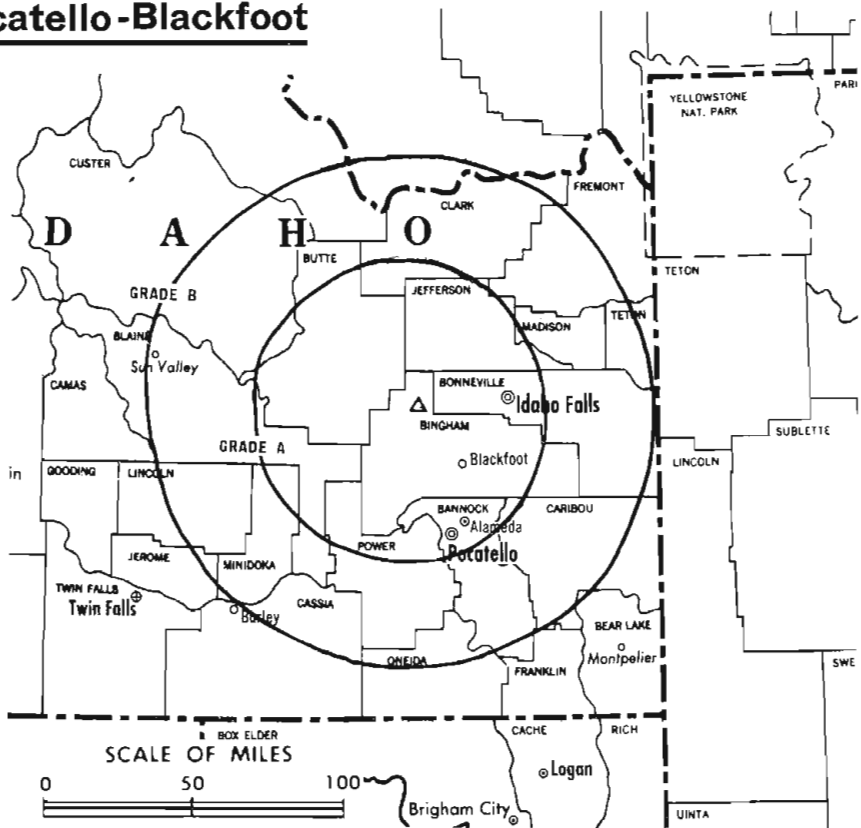 catello-Blackfoot
YELLOWSTONE
NAT. PARK
PARI
CUSTER
FREMONT
CLARK
D A H O
BUTTE
TETON
GRADE B
JEFFERSON
MADISON
TETON
BLAINE
Sun Valley
CAMAS
BONNEVILLE
Idaho Falls
BINGHAM
SUBLETTE
GRADE A
Blackfoot
LINCOLN
in
GOODING
LINCOLN
BANNOCK
CARIBOU
Alameda
POWER
Pocatello
JEROME
MINIDOKA
TWIN FALLS
Twin Falls
CASSIA
Burley
BEAR LAKE
ONEIDA
Montpelier
SWE
FRANKLIN
BOX ELDER
CACHE
RICH
SCALE OF MILES
0 50 100
Logan
Brigham City
UINTA